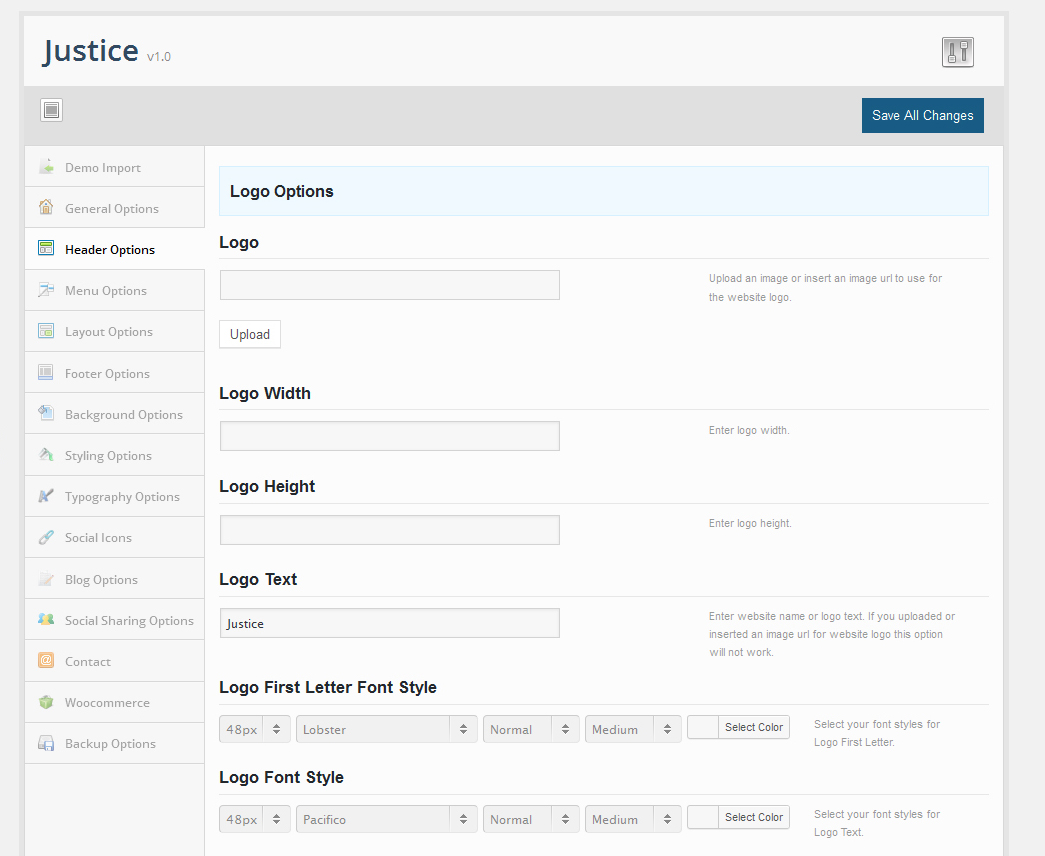 Justice v1.0
Save All Changes
Demo Import
General Options
Header Options
Menu Options
Layout Options
Footer Options
Background Options
Styling Options
Typography Options
Social Icons
Blog Options
Social Sharing Options
Contact
Woocommerce
Backup Options
Logo Options
Logo
Upload an image or insert an image url to use for
the website logo.
Upload
Logo Width
Enter logo width.
Logo Height
Enter logo height.
Logo Text
Justice
Enter website name or logo text. If you uploaded or
inserted an image url for website logo this option
will not work.
Logo First Letter Font Style
48px Lobster Normal Medium Select Color
Select your font styles for
Logo First Letter.
Logo Font Style
48px Pacifico Normal Medium Select Color
Select your font styles for
Logo Text.